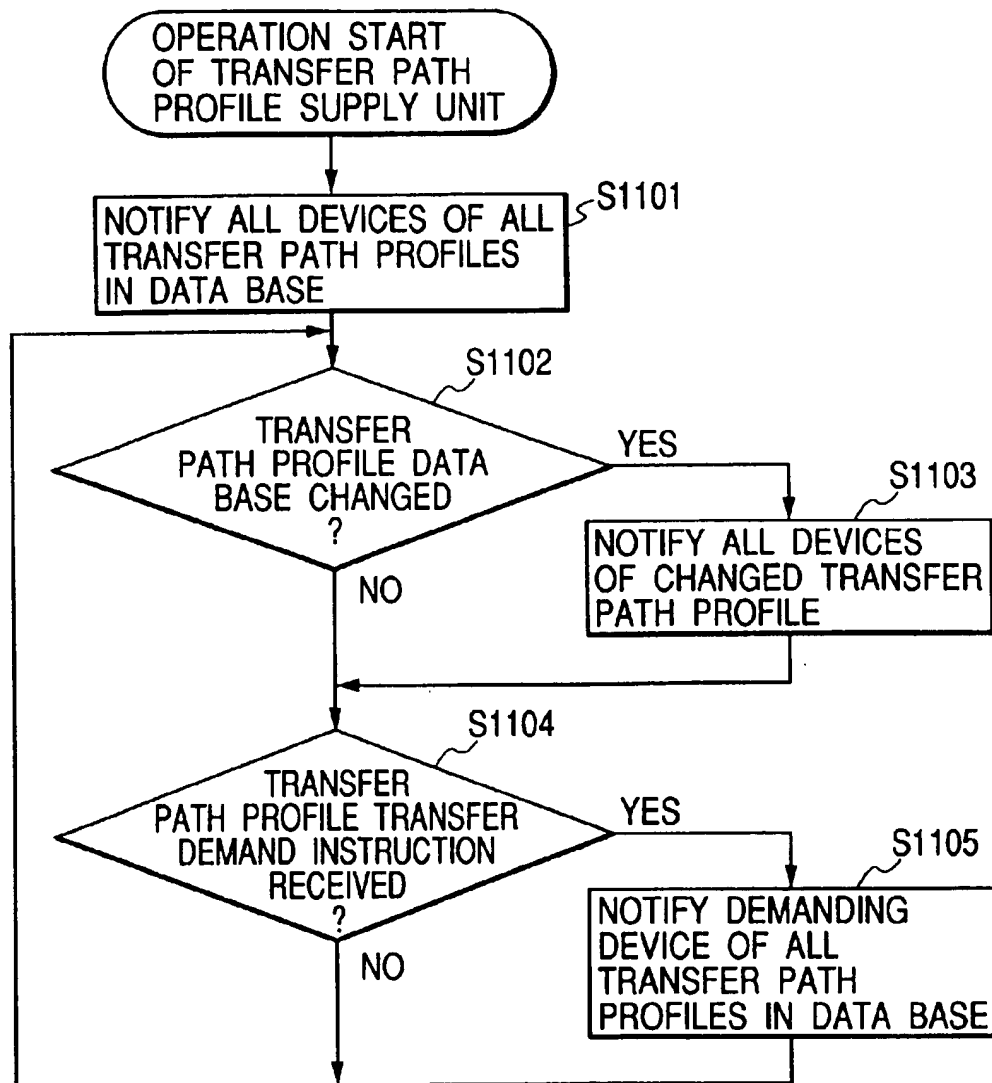 OPERATION START
OF TRANSFER PATH
PROFILE SUPPLY UNIT
S1101
NOTIFY ALL DEVICES OF ALL
TRANSFER PATH PROFILES
IN DATA BASE
S1102
TRANSFER
PATH PROFILE DATA
BASE CHANGED
?
YES
NO
S1103
NOTIFY ALL DEVICES
OF CHANGED TRANSFER
PATH PROFILE
S1104
TRANSFER
PATH PROFILE TRANSFER
DEMAND INSTRUCTION
RECEIVED
?
YES
NO
S1105
NOTIFY DEMANDING
DEVICE OF ALL
TRANSFER PATH
PROFILES IN DATA BASE